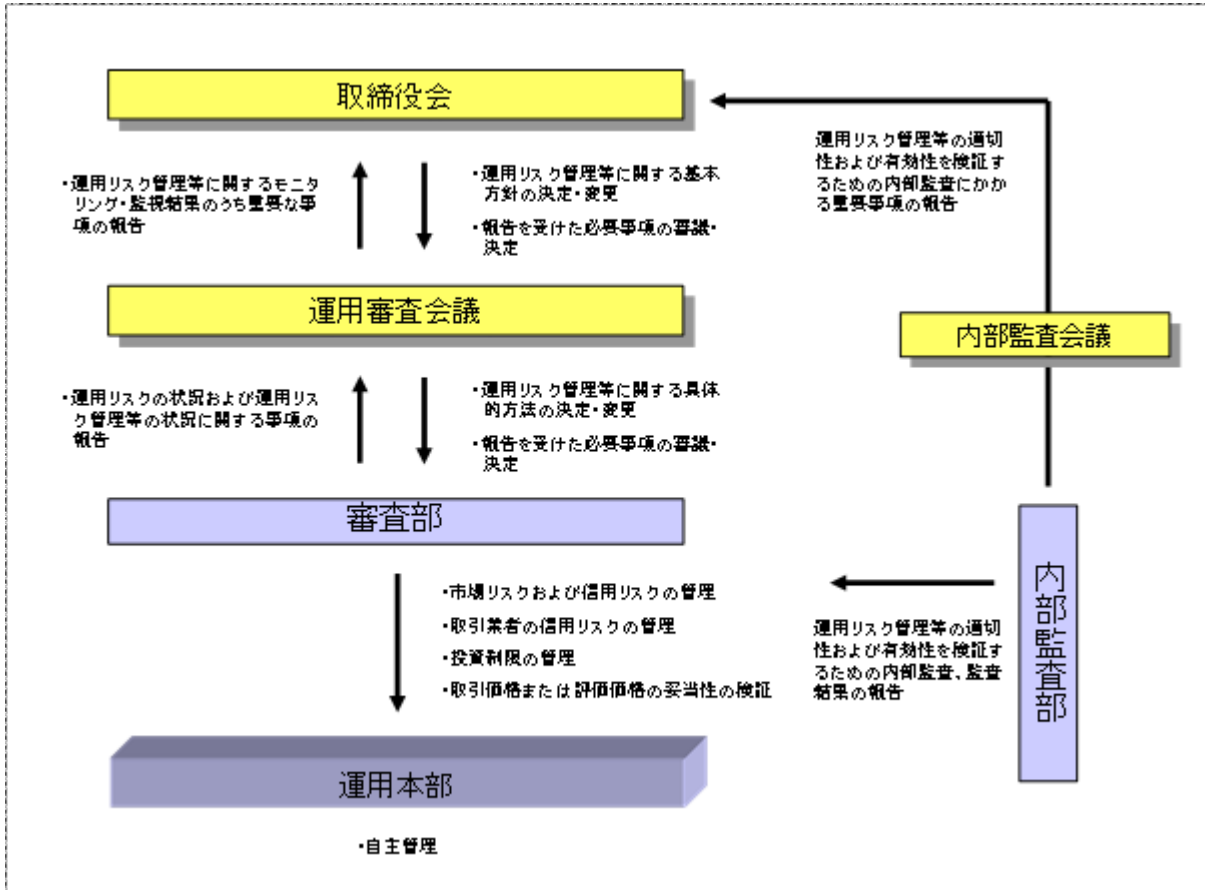 取締役会
・運用リスク管理等に関するモニタ
リング・監視結果のうち重要な事
項の報告
・運用リスク管理等に関する基本
方針の決定・変更
・報告を受けた必要事項の審議・
決定
運用リスク管理等の適切
性および有効性を検証す
るための内部監査にかか
る重要事項の報告
運用審査会議
内部監査会議
・運用リスクの状況および運用リス
ク管理等の状況に関する事項の
報告
・運用リスク管理等に関する具体
的方法の決定・変更
・報告を受けた必要事項の審議・
決定
審査部
・市場リスクおよび信用リスクの管理
・取引業者の信用リスクの管理
・投資制限の管理
・取引価格または評価価格の妥当性の検証
運用リスク管理等の適切
性および有効性を検証す
るための内部監査、監査
結果の報告
内部監査部
運用本部
・自主管理